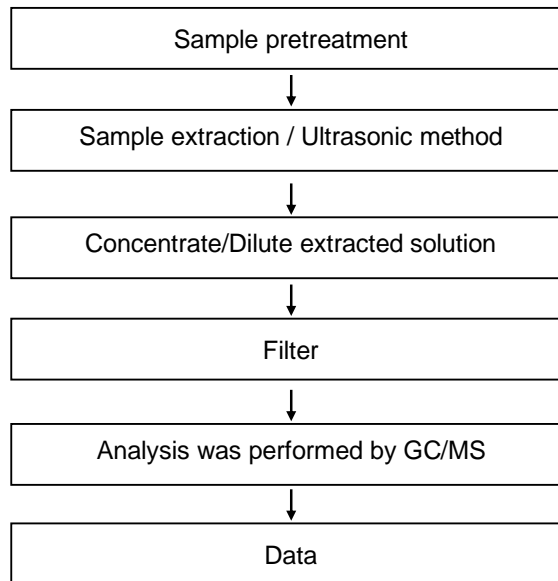 Sample pretreatment
Sample extraction / Ultrasonic method
Concentrate/Dilute extracted solution
Filter
Analysis was performed by GC/MS
Data